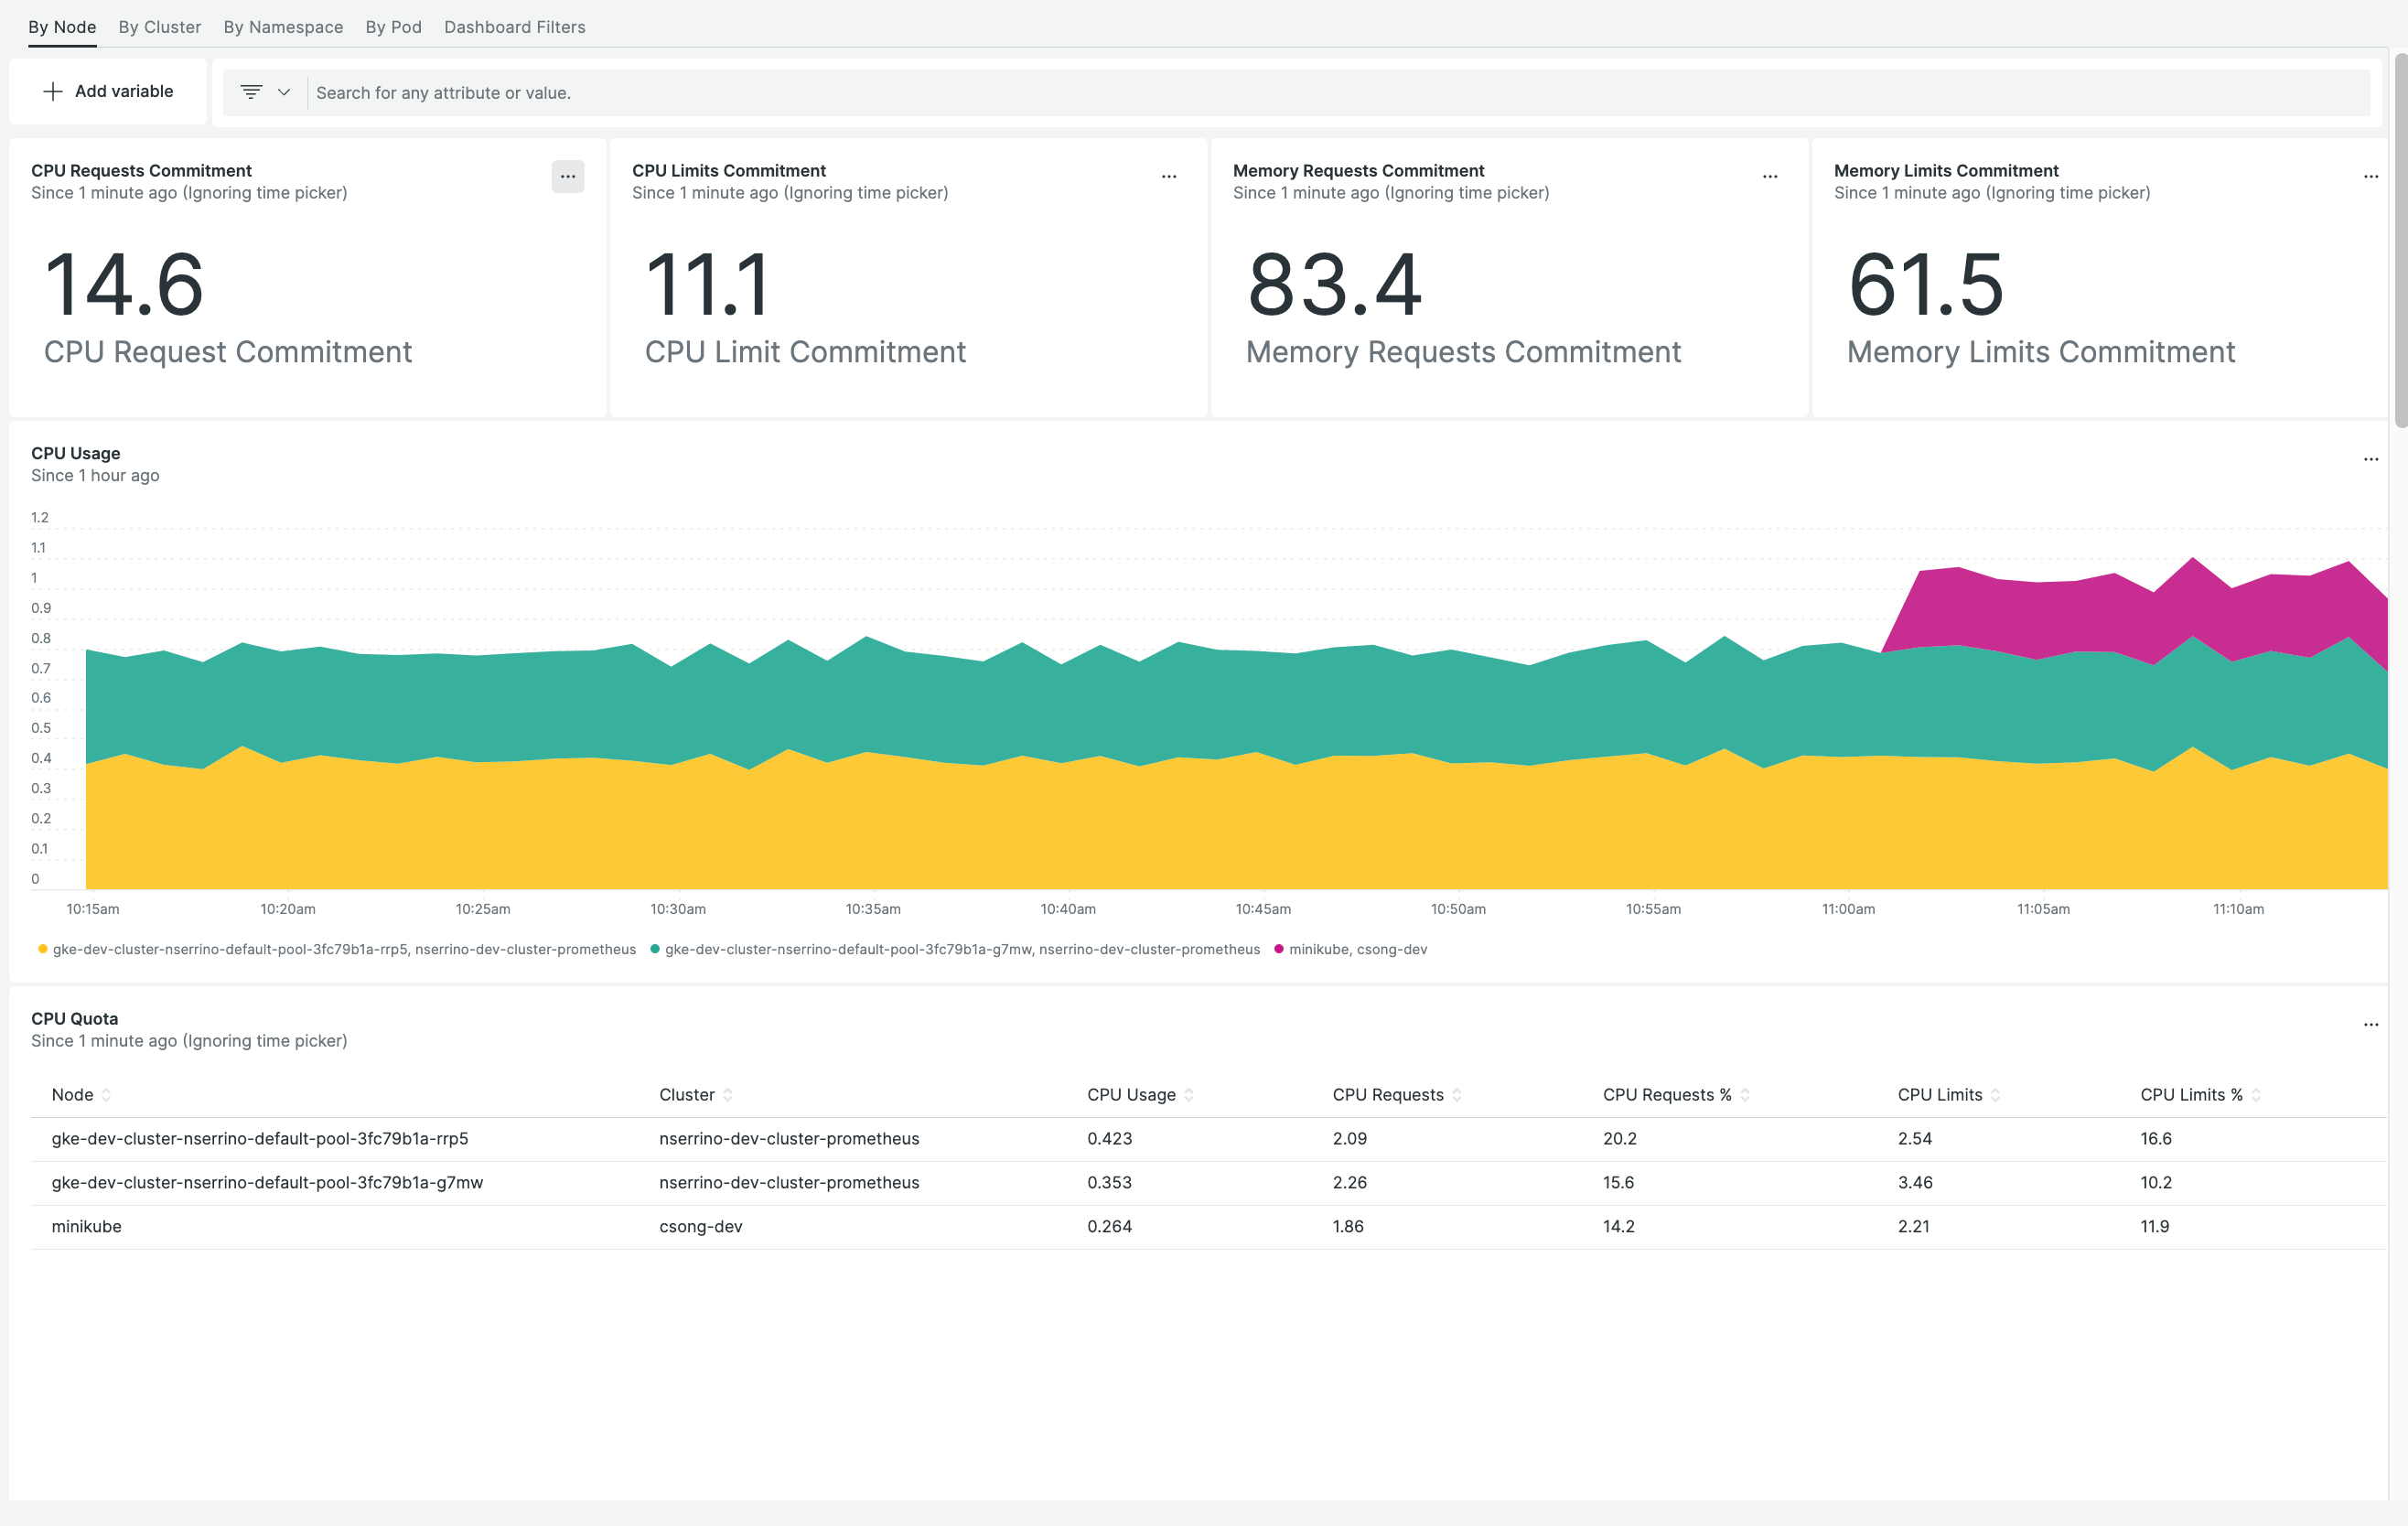 By Node By Cluster By Namespace By Pod Dashboard Filters
Add variable
Search for any attribute or value.
CPU Requests Commitment
Since 1 minute ago (Ignoring time picker)
14.6
CPU Request Commitment
CPU Limits Commitment
Since 1 minute ago (Ignoring time picker)
11.1
CPU Limit Commitment
Memory Requests Commitment
Since 1 minute ago (Ignoring time picker)
83.4
Memory Requests Commitment
Memory Limits Commitment
Since 1 minute ago (Ignoring time picker)
61.5
Memory Limits Commitment
CPU Usage
Since 1 hour ago
1.2
1.1
1
0.9
0.8
0.7
0.6
0.5
0.4
0.3
0.2
0.1
0
10:15am 10:20am 10:25am 10:30am 10:35am 10:40am 10:45am 10:50am 10:55am 11:00am 11:05am 11:10am
gke-dev-cluster-nserrino-default-pool-3fc79b1a-rrp5, nserrino-dev-cluster-prometheus gke-dev-cluster-nserrino-default-pool-3fc79b1a-g7mw, nserrino-dev-cluster-prometheus minikube, csong-dev
CPU Quota
Since 1 minute ago (Ignoring time picker)
Node Cluster CPU Usage CPU Requests CPU Requests % CPU Limits CPU Limits %
gke-dev-cluster-nserrino-default-pool-3fc79b1a-rrp5 nserrino-dev-cluster-prometheus 0.423 2.09 20.2 2.54 16.6
gke-dev-cluster-nserrino-default-pool-3fc79b1a-g7mw nserrino-dev-cluster-prometheus 0.353 2.26 15.6 3.46 10.2
minikube csong-dev 0.264 1.86 14.2 2.21 11.9